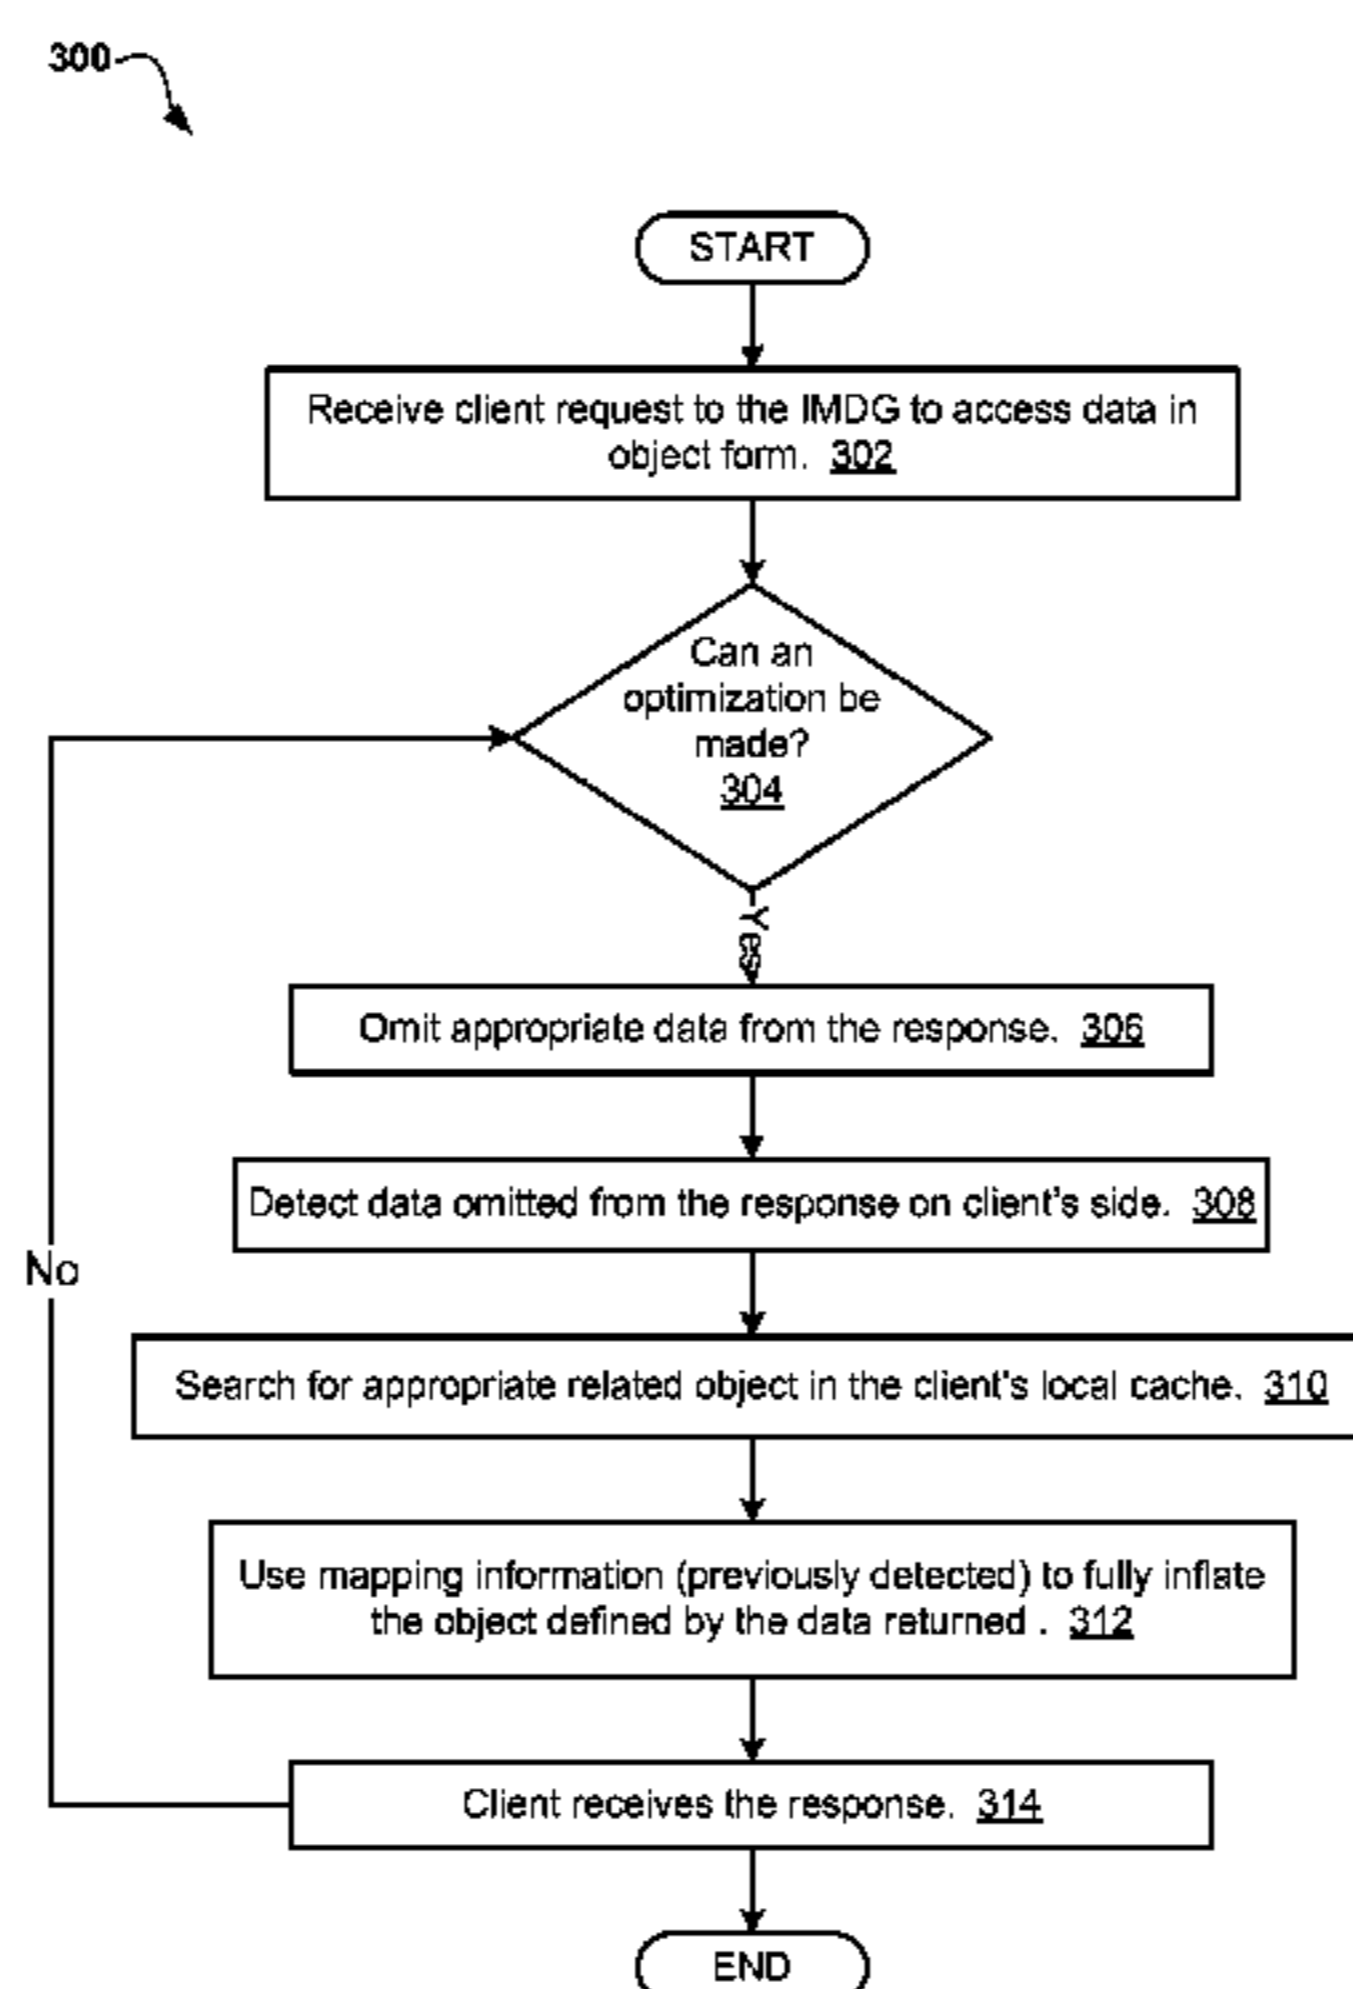 300
START
Receive client request to the IMDG to access data in
object form. 302
Can an
optimization be
made?
304
Yes
Omit appropriate data from the response. 306
Detect data omitted from the response on client's side. 308
No
Search for appropriate related object in the client's local cache. 310
Use mapping information (previously detected) to fully inflate
the object defined by the data returned . 312
Client receives the response. 314
END